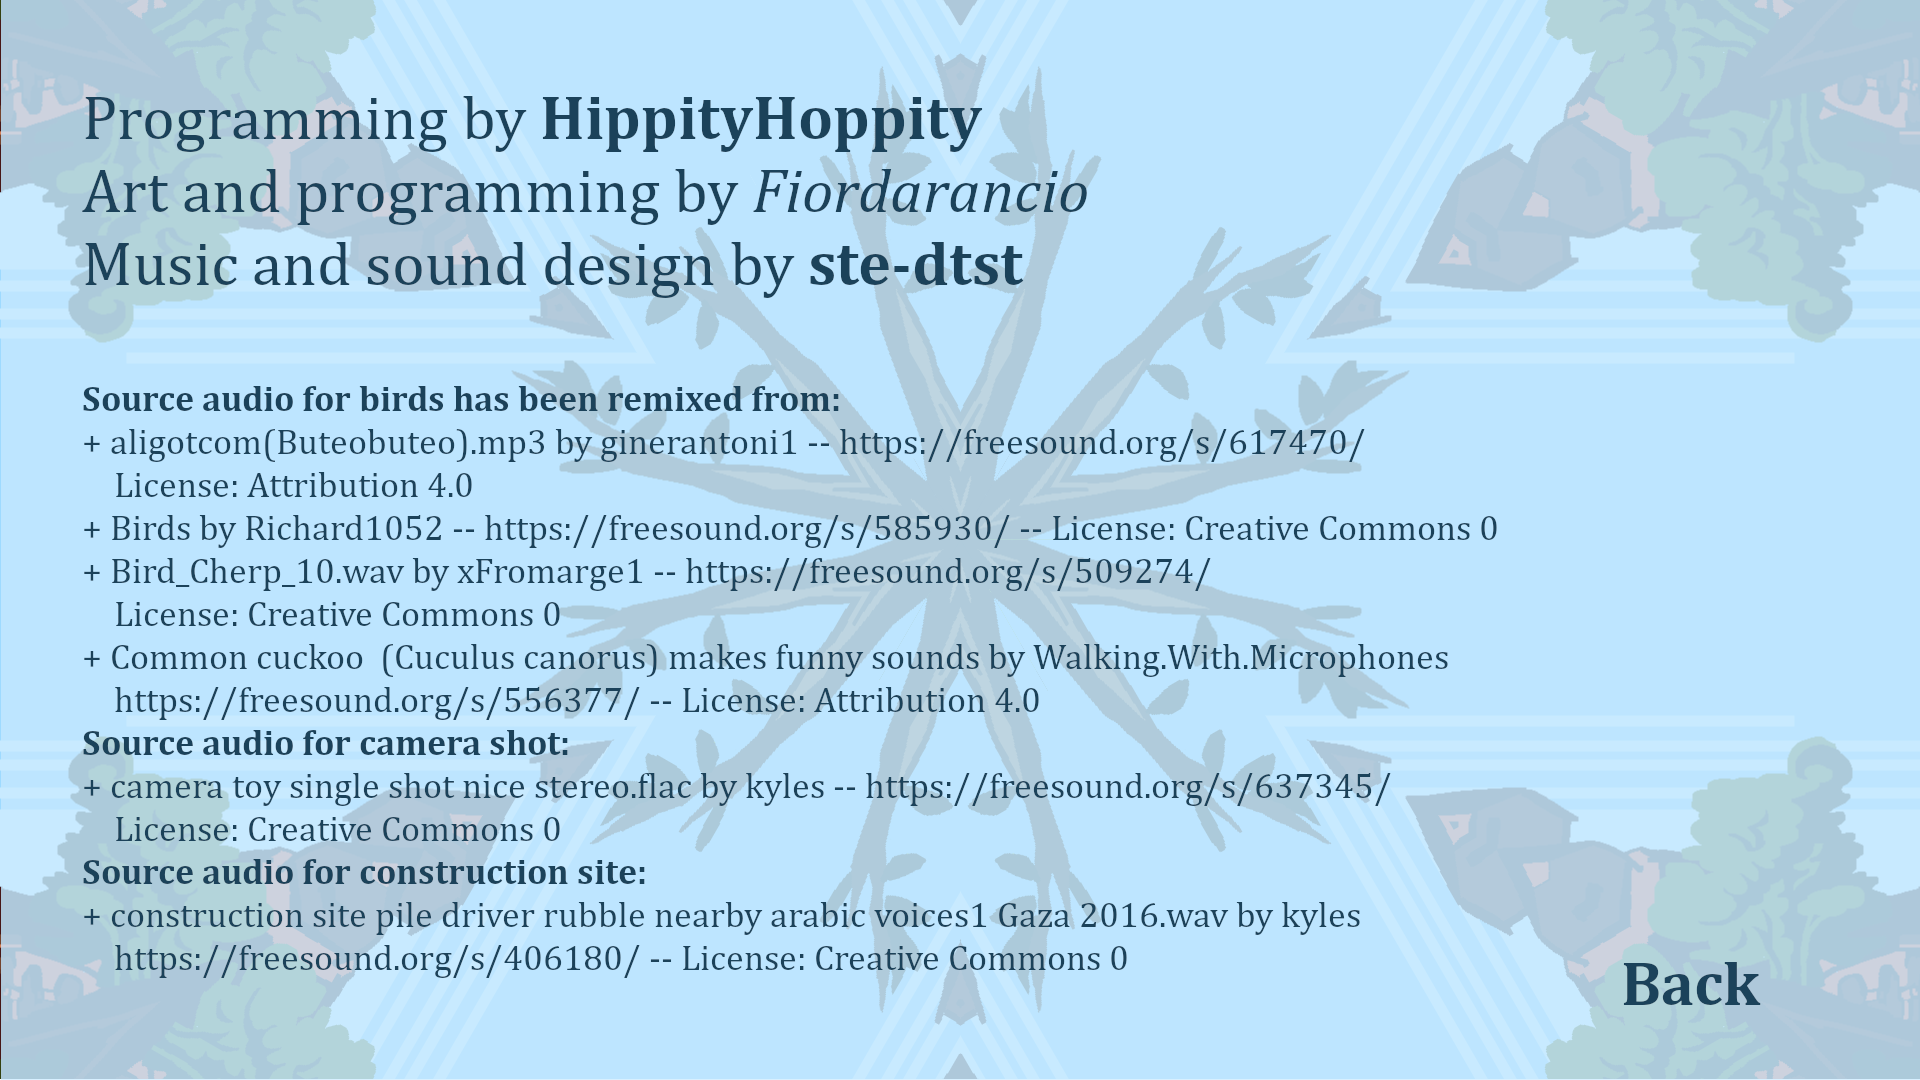 Programming by HippityHoppity
Art and programming by Fiordarancio
Music and sound design by ste-dtst
Source audio for birds has been remixed from:
+ aligotcom(Buteobuteo).mp3 by ginerantoni1 -- https://freesound.org/s/617470/
License: Attribution 4.0
+ Birds by Richard1052 -- https://freesound.org/s/585930/ -- License: Creative Commons 0
+ Bird_Cherp_10.wav by xFromarge1 -- https://freesound.org/s/509274/
License: Creative Commons 0
+ Common cuckoo  (Cuculus canorus) makes funny sounds by Walking.With.Microphones
https://freesound.org/s/556377/ -- License: Attribution 4.0
Source audio for camera shot:
+ camera toy single shot nice stereo.flac by kyles -- https://freesound.org/s/637345/
License: Creative Commons 0
Source audio for construction site:
+ construction site pile driver rubble nearby arabic voices1 Gaza 2016.wav by kyles
https://freesound.org/s/406180/ -- License: Creative Commons 0
Back